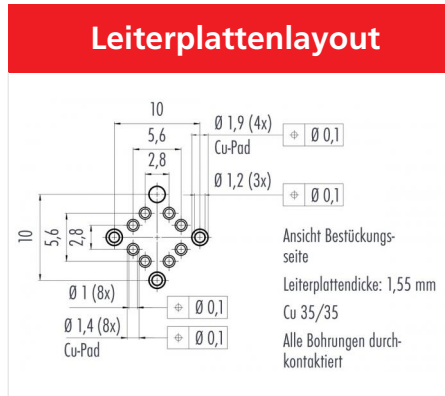 Leiterplattenlayout
10
5,6
2,8
Ø 1,9 (4x)
Cu-Pad
⌖ Ø 0,1
Ø 1,2 (3x)
⌖ Ø 0,1
10
5,6
2,8
Ø 1 (8x)
⌖ Ø 0,1
Ø 1,4 (8x)
Cu-Pad
⌖ Ø 0,1
Ansicht Bestückungs-
seite
Leiterplattendicke: 1,55 mm
Cu 35/35
Alle Bohrungen durch-
kontaktiert